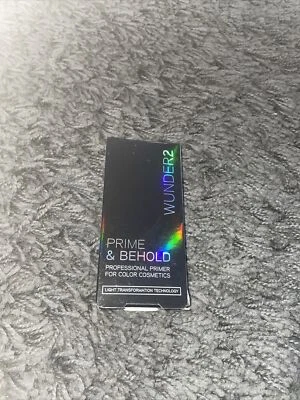 WUNDER2
PRIME
& BEHOLD
PROFESSIONAL PRIMER
FOR COLOR COSMETICS
LIGHT TRANSFORMATION TECHNOLOGY